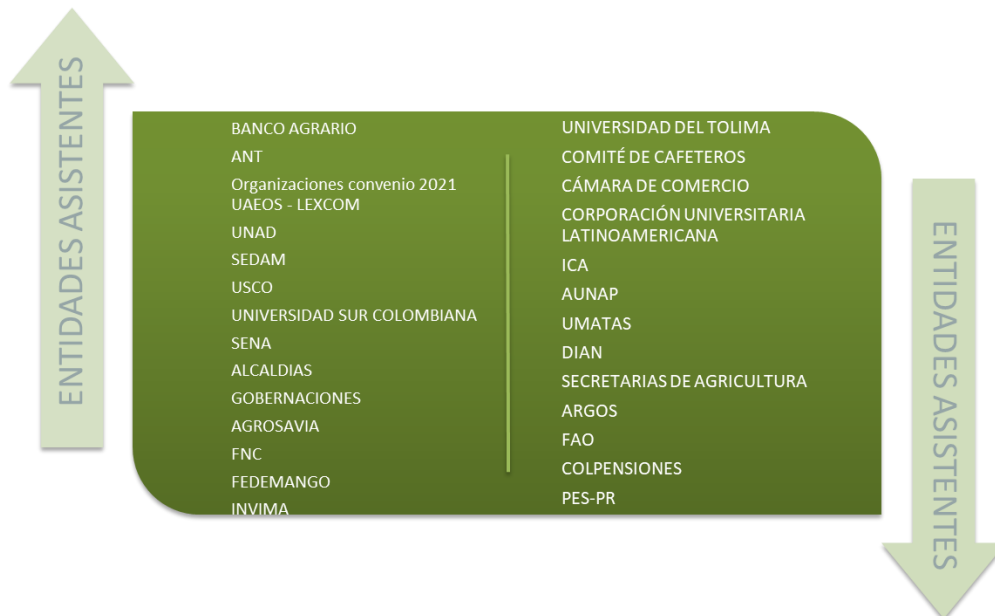 ENTIDADES ASISTENTES
BANCO AGRARIO
ANT
Organizaciones convenio 2021
UAEOS - LEXCOM
UNAD
SEDAM
USCO
UNIVERSIDAD SUR COLOMBIANA
SENA
ALCALDIAS
GOBERNACIONES
AGROSAVIA
FNC
FEDEMANGO
INVIMA
UNIVERSIDAD DEL TOLIMA
COMITÉ DE CAFETEROS
CÁMARA DE COMERCIO
CORPORACIÓN UNIVERSITARIA
LATINOAMERICANA
ICA
AUNAP
UMATAS
DIAN
SECRETARIAS DE AGRICULTURA
ARGOS
FAO
COLPENSIONES
PES-PR
ENTIDADES ASISTENTES